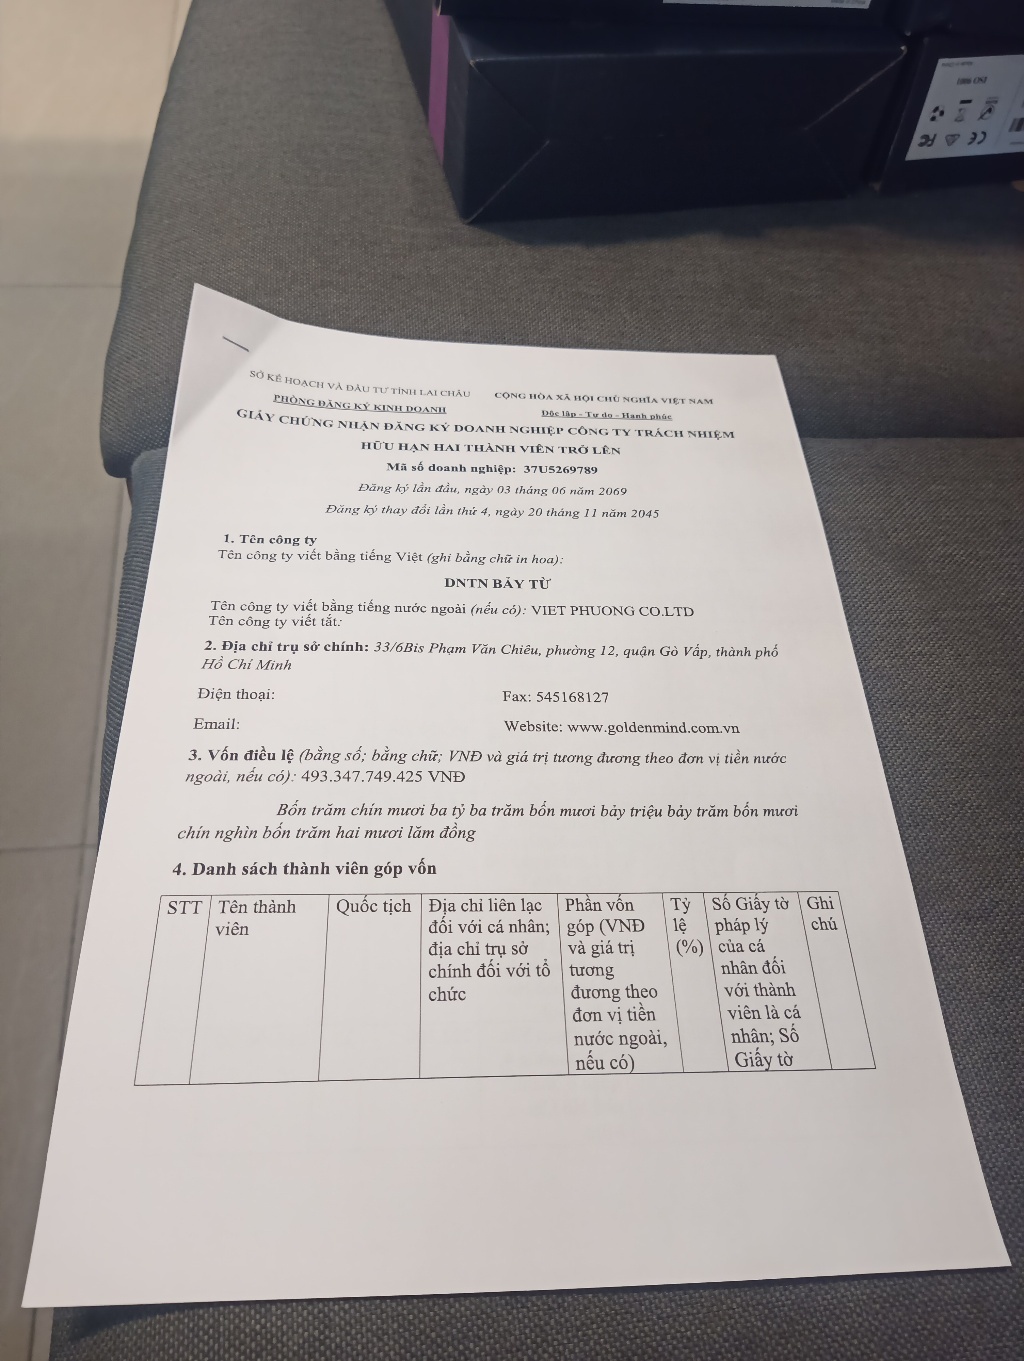 ISO 9001
CE
FC
SỞ KẾ HOẠCH VÀ ĐẦU TƯ TỈNH LAI CHÂU
PHÒNG ĐĂNG KÝ KINH DOANH
CỘNG HÒA XÃ HỘI CHỦ NGHĨA VIỆT NAM
Độc lập - Tự do - Hạnh phúc
GIẤY CHỨNG NHẬN ĐĂNG KÝ DOANH NGHIỆP CÔNG TY TRÁCH NHIỆM
HỮU HẠN HAI THÀNH VIÊN TRỞ LÊN
Mã số doanh nghiệp: 37U5269789
Đăng ký lần đầu, ngày 03 tháng 06 năm 2069
Đăng ký thay đổi lần thứ 4, ngày 20 tháng 11 năm 2045
1. Tên công ty
Tên công ty viết bằng tiếng Việt (ghi bằng chữ in hoa):
DNTN BẢY TỪ
Tên công ty viết bằng tiếng nước ngoài (nếu có): VIET PHUONG CO.LTD
Tên công ty viết tắt:
2. Địa chỉ trụ sở chính: 33/6Bis Phạm Văn Chiêu, phường 12, quận Gò Vấp, thành phố
Hồ Chí Minh
Điện thoại:
Fax: 545168127
Email:
Website: www.goldenmind.com.vn
3. Vốn điều lệ (bằng số; bằng chữ; VNĐ và giá trị tương đương theo đơn vị tiền nước
ngoài, nếu có): 493.347.749.425 VNĐ
Bốn trăm chín mươi ba tỷ ba trăm bốn mươi bảy triệu bảy trăm bốn mươi
chín nghìn bốn trăm hai mươi lăm đồng
4. Danh sách thành viên góp vốn
STT
Tên thành
viên
Quốc tịch
Địa chỉ liên lạc
đối với cá nhân;
địa chỉ trụ sở
chính đối với tổ
chức
Phần vốn
góp (VNĐ
và giá trị
tương
đương theo
đơn vị tiền
nước ngoài,
nếu có)
Tỷ
lệ
(%)
Số Giấy tờ
pháp lý
của cá
nhân đối
với thành
viên là cá
nhân; Số
Giấy tờ
Ghi
chú